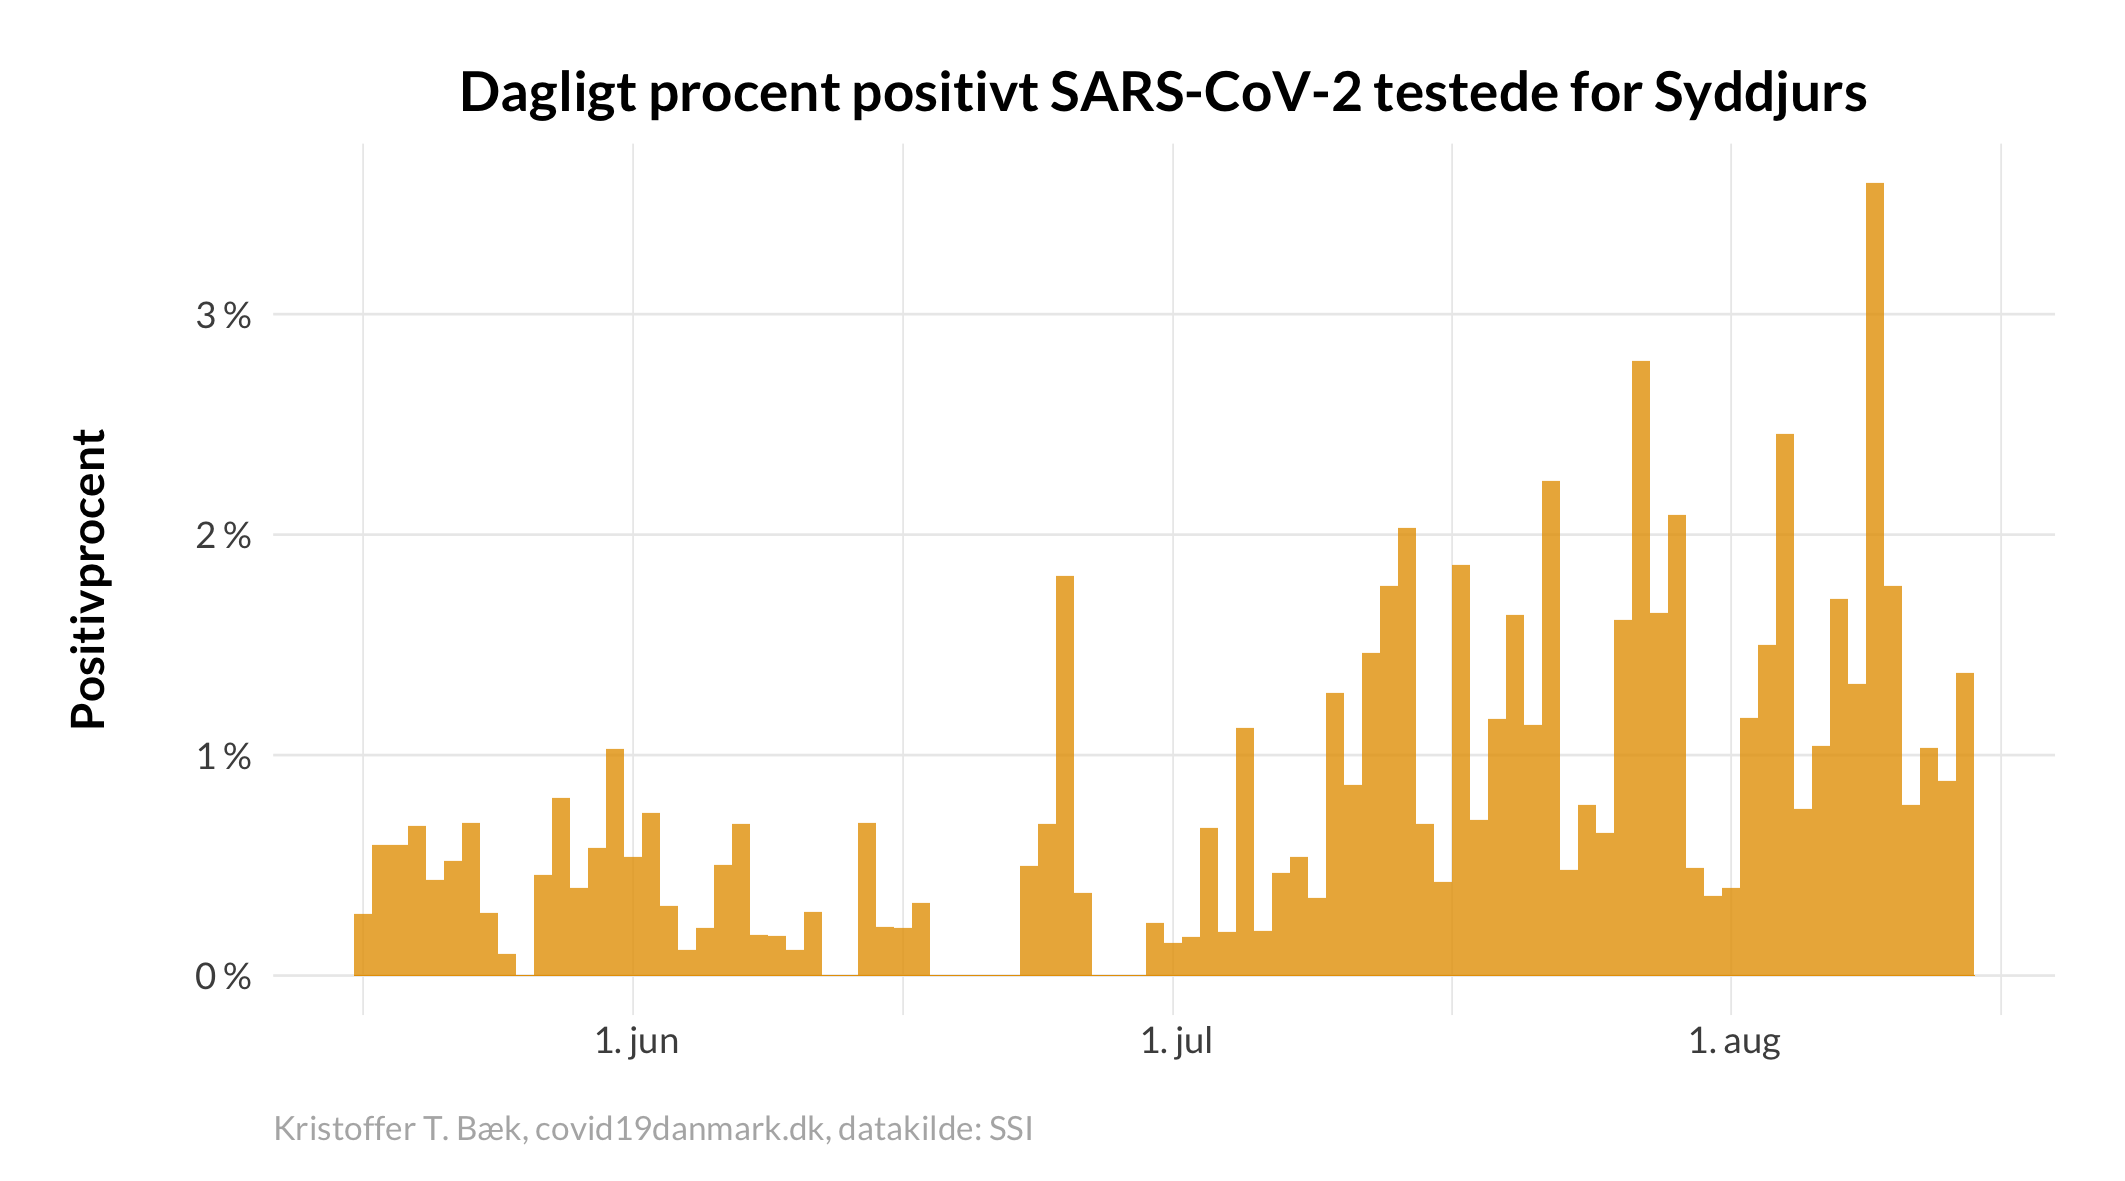 Dagligt procent positivt SARS-CoV-2 testede for Syddjurs
Positivprocent
3 %
2 %
1 %
0 %
1. jun
1. jul
1. aug
Kristoffer T. Bæk, covid19danmark.dk, datakilde: SSI